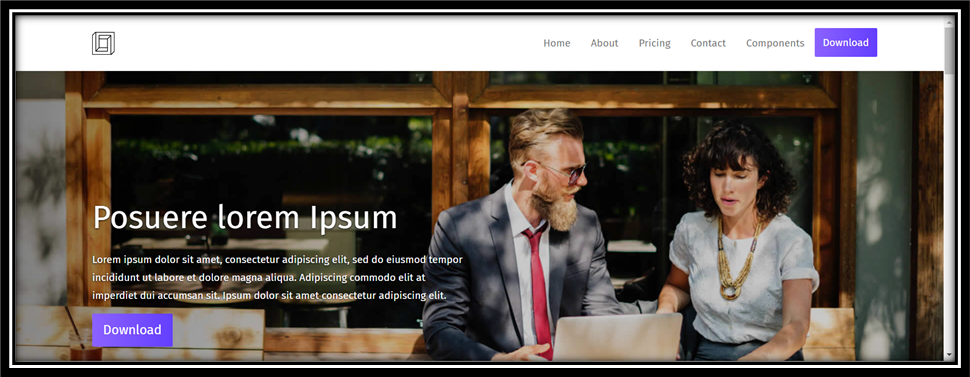 Home About Pricing Contact Components Download
Posuere lorem Ipsum
Lorem ipsum dolor sit amet, consectetur adipiscing elit, sed do eiusmod tempor
incididunt ut labore et dolore magna aliqua. Adipiscing commodo elit at
imperdiet dui accumsan sit. Ipsum dolor sit amet consectetur adipiscing elit.
Download